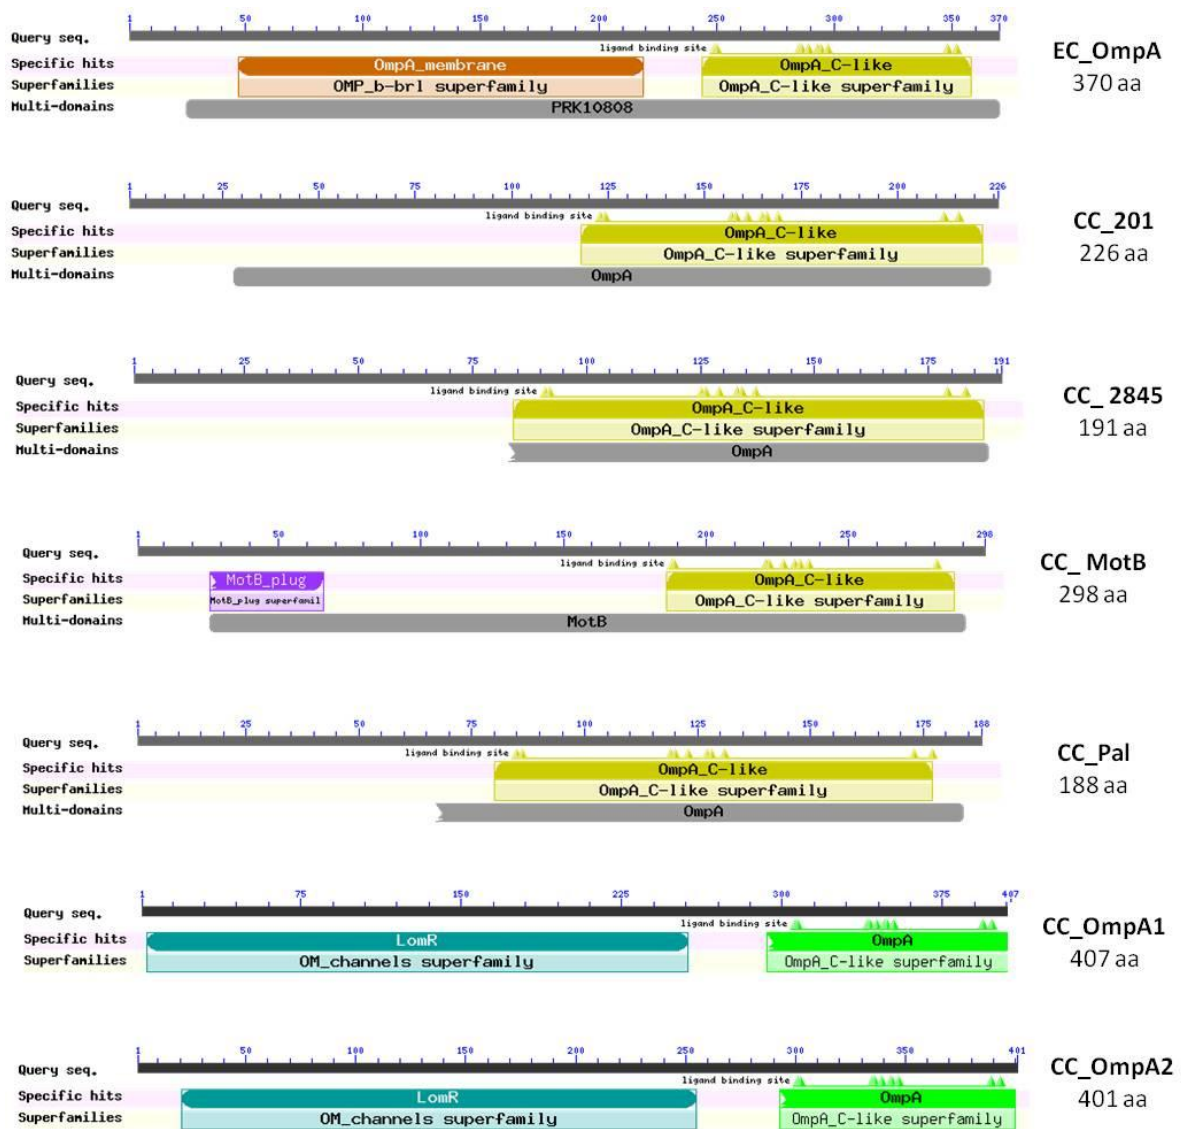 1 50 100 150 200 250 300 350 370
Query seq.
ligand binding site
Specific hits OmpA_membrane OmpA_C-like
Superfamilies OMP_b-brl superfamily OmpA_C-like superfamily
Multi-domains PRK10808
EC_OmpA
370 aa
1 25 50 75 100 125 150 175 200 226
Query seq.
ligand binding site
Specific hits OmpA_C-like
Superfamilies OmpA_C-like superfamily
Multi-domains OmpA
CC_201
226 aa
1 25 50 75 100 125 150 175 191
Query seq.
ligand binding site
Specific hits OmpA_C-like
Superfamilies OmpA_C-like superfamily
Multi-domains OmpA
CC_ 2845
191 aa
1 50 100 150 200 250 298
Query seq.
ligand binding site
Specific hits MotB_plug OmpA_C-like
Superfamilies MotB_plug superfamil OmpA_C-like superfamily
Multi-domains MotB
CC_ MotB
298 aa
1 25 50 75 100 125 150 175 188
Query seq.
ligand binding site
Specific hits OmpA_C-like
Superfamilies OmpA_C-like superfamily
Multi-domains OmpA
CC_Pal
188 aa
1 75 150 225 300 375 407
Query seq.
ligand binding site
Specific hits LomR OmpA
Superfamilies OM_channels superfamily OmpA_C-like superfamily
CC_OmpA1
407 aa
1 50 100 150 200 250 300 350 401
Query seq.
ligand binding site
Specific hits LomR OmpA
Superfamilies OM_channels superfamily OmpA_C-like superfamily
CC_OmpA2
401 aa